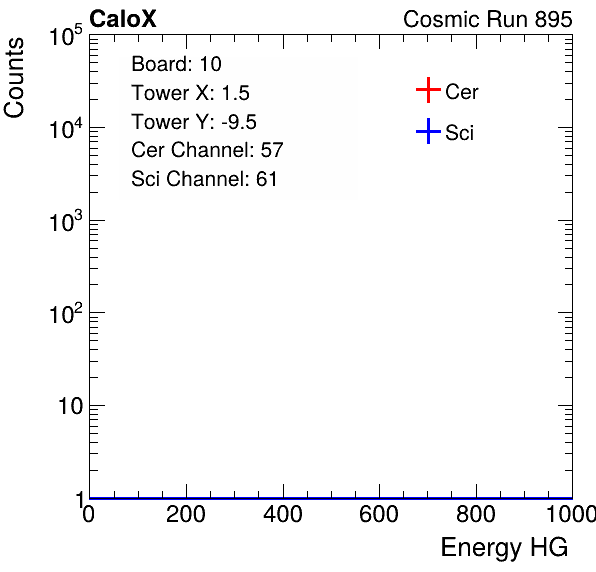 CaloX Cosmic Run 895
Counts
10^5
10^4
10^3
10^2
10
1
Board: 10
Tower X: 1.5
Tower Y: -9.5
Cer Channel: 57
Sci Channel: 61
Cer
Sci
0 200 400 600 800 1000
Energy HG